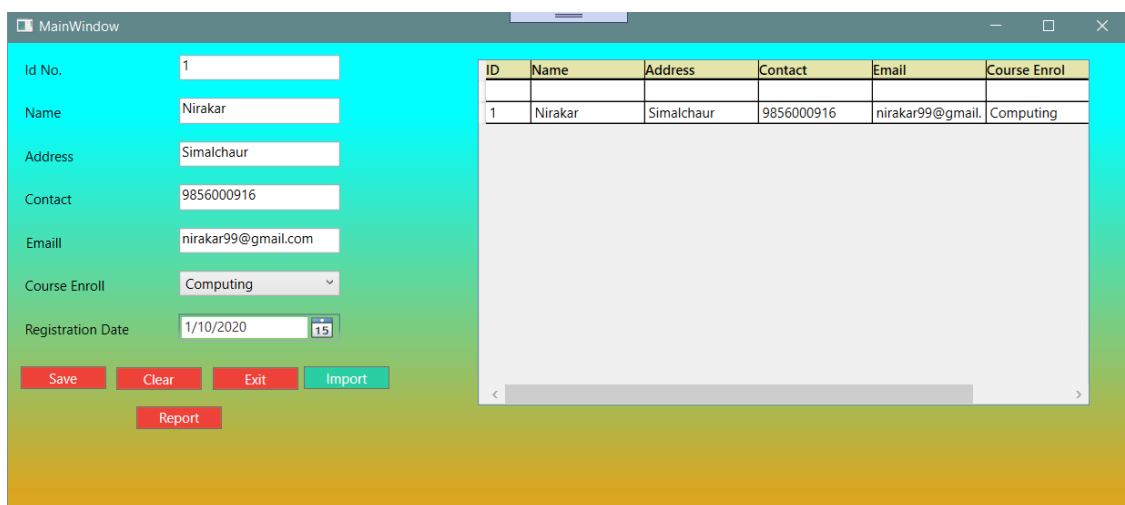 MainWindow
Id No. 1
Name Nirakar
Address Simalchaur
Contact 9856000916
Emaill nirakar99@gmail.com
Course Enroll Computing
Registration Date 1/10/2020 15
Save Clear Exit Import
Report
ID Name Address Contact Email Course Enrol
1 Nirakar Simalchaur 9856000916 nirakar99@gmail. Computing